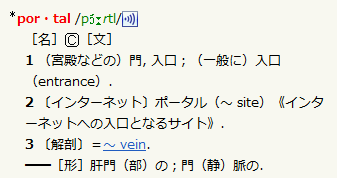 *por・tal /pɔ́ːrtl/
［名］Ⓒ［文］
1 （宮殿などの）門, 入口；（一般に）入口
（entrance）.
2 〔インターネット〕ポータル（～ site）《インタ
ーネットへの入口となるサイト》.
3 〔解剖〕＝～ vein.
━━［形］肝門（部）の；門（静）脈の.